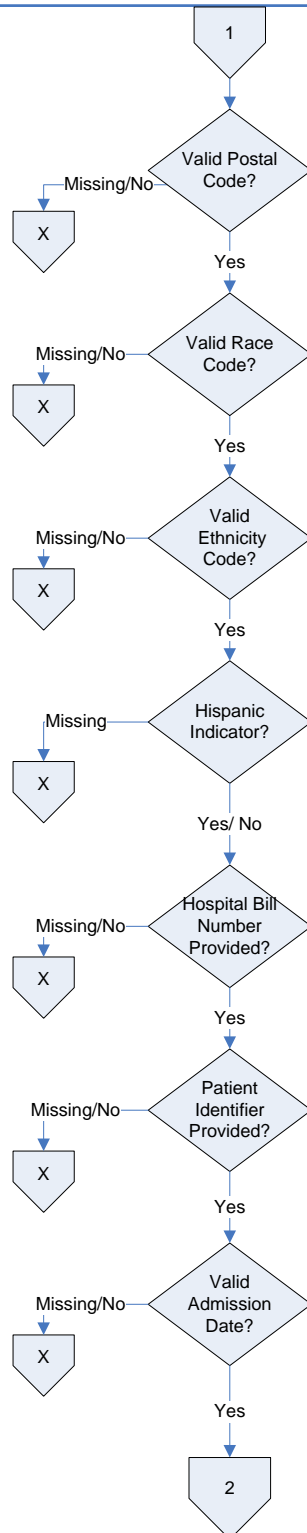 1
Valid Postal
Code?
Missing/No
X
Yes
Valid Race
Code?
Missing/No
X
Yes
Valid
Ethnicity
Code?
Missing/No
X
Yes
Hispanic
Indicator?
Missing
X
Yes/ No
Hospital Bill
Number
Provided?
Missing/No
X
Yes
Patient
Identifier
Provided?
Missing/No
X
Yes
Valid
Admission
Date?
Missing/No
X
Yes
2